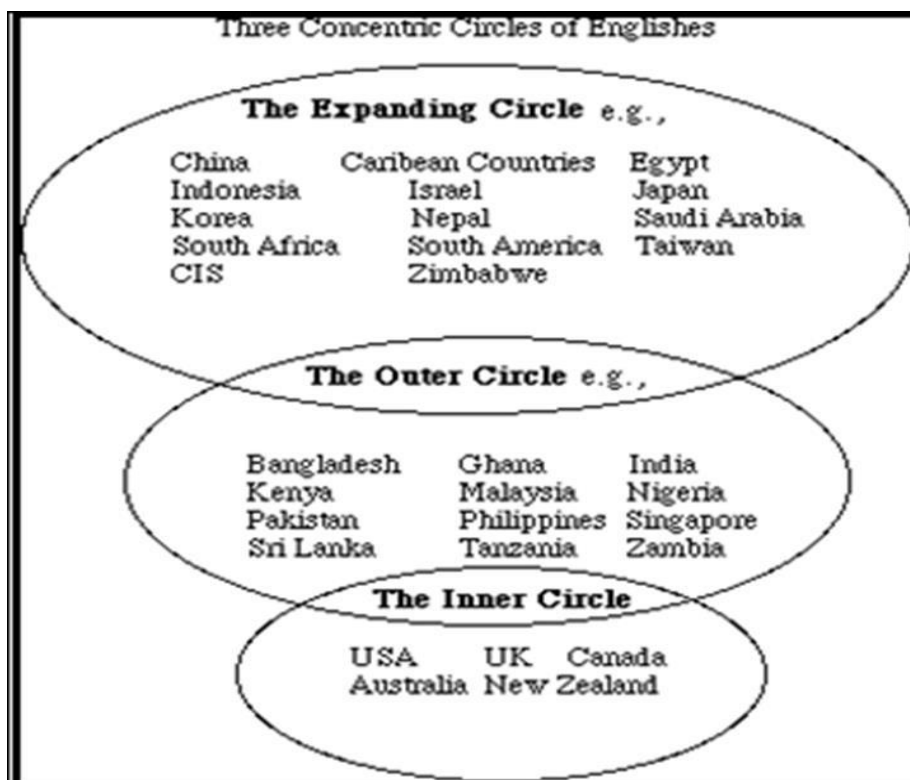 Three Concentric Circles of Englishes
The Expanding Circle e.g.,
China Caribean Countries Egypt
Indonesia Israel Japan
Korea Nepal Saudi Arabia
South Africa South America Taiwan
CIS Zimbabwe
The Outer Circle e.g.,
Bangladesh Ghana India
Kenya Malaysia Nigeria
Pakistan Philippines Singapore
Sri Lanka Tanzania Zambia
The Inner Circle
USA UK Canada
Australia New Zealand